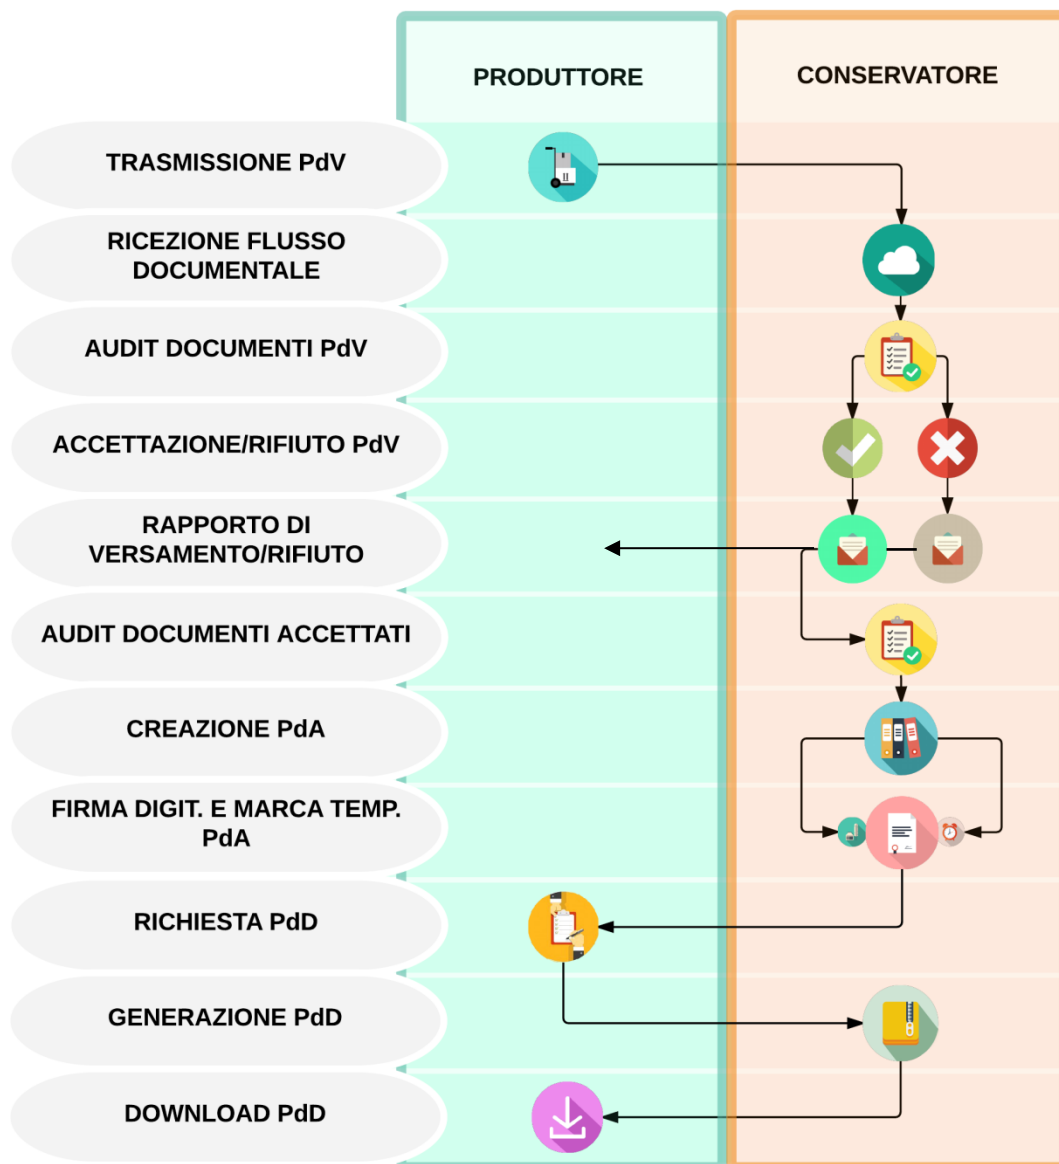 PRODUTTORE
CONSERVATORE
TRASMISSIONE PdV
RICEZIONE FLUSSO
DOCUMENTALE
AUDIT DOCUMENTI PdV
ACCETTAZIONE/RIFIUTO PdV
RAPPORTO DI
VERSAMENTO/RIFIUTO
AUDIT DOCUMENTI ACCETTATI
CREAZIONE PdA
FIRMA DIGIT. E MARCA TEMP.
PdA
RICHIESTA PdD
GENERAZIONE PdD
DOWNLOAD PdD